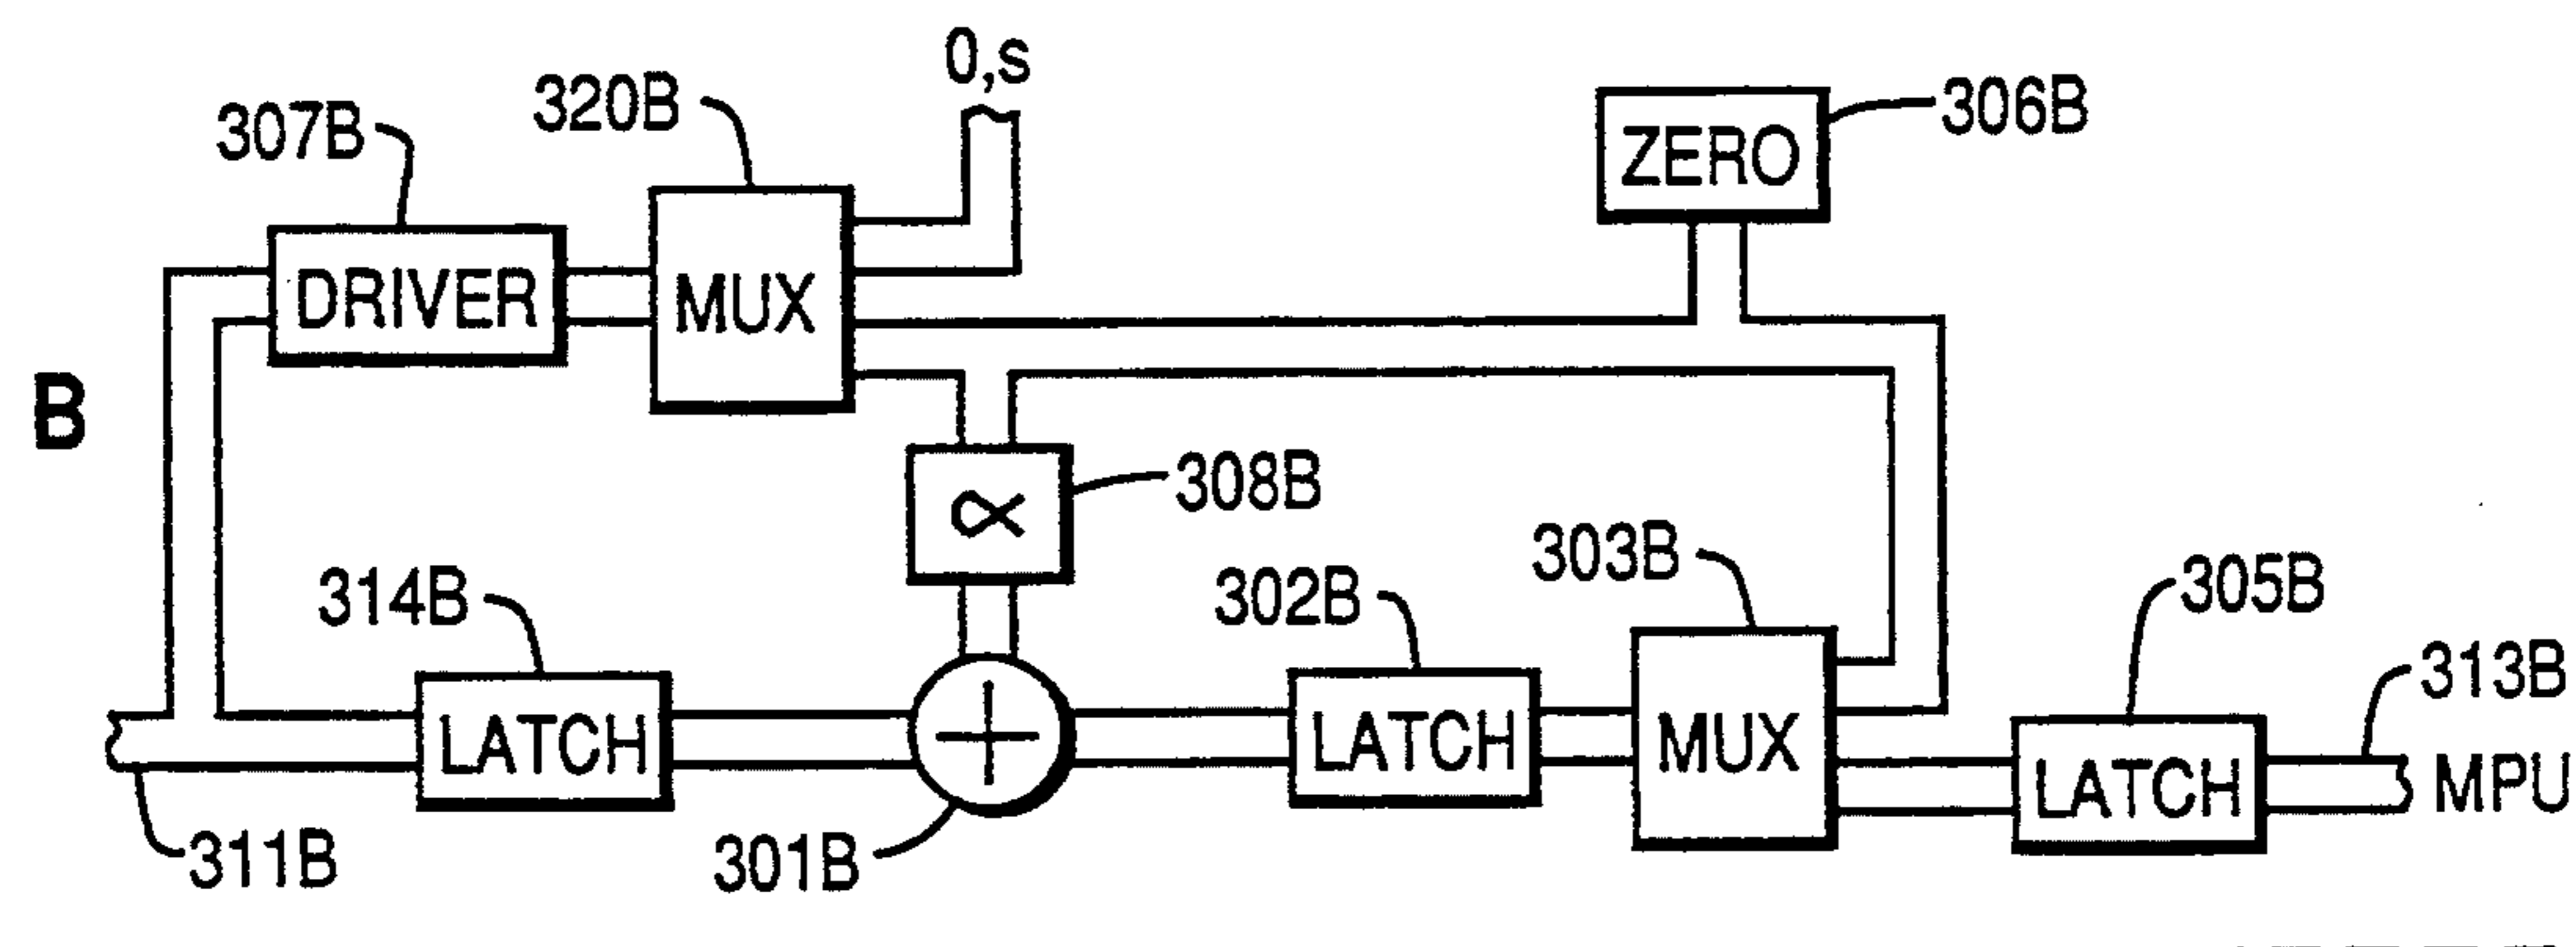 0,s
320B
307B
306B
ZERO
DRIVER
MUX
B
308B
∝
303B
314B
302B
305B
313B
LATCH
+
LATCH
MUX
LATCH
MPU
311B
301B